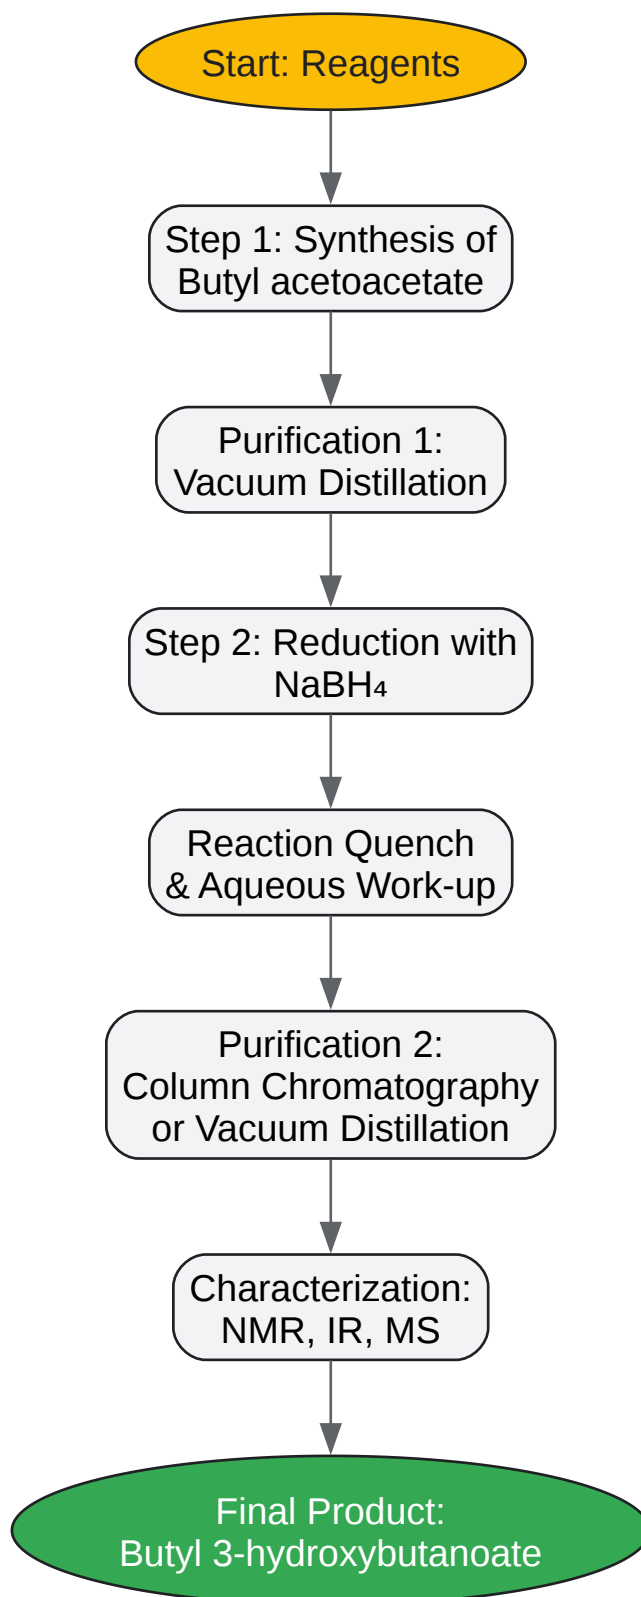 Start: Reagents
Step 1: Synthesis of
Butyl acetoacetate
Purification 1:
Vacuum Distillation
Step 2: Reduction with
NaBH₄
Reaction Quench
& Aqueous Work-up
Purification 2:
Column Chromatography
or Vacuum Distillation
Characterization:
NMR, IR, MS
Final Product:
Butyl 3-hydroxybutanoate